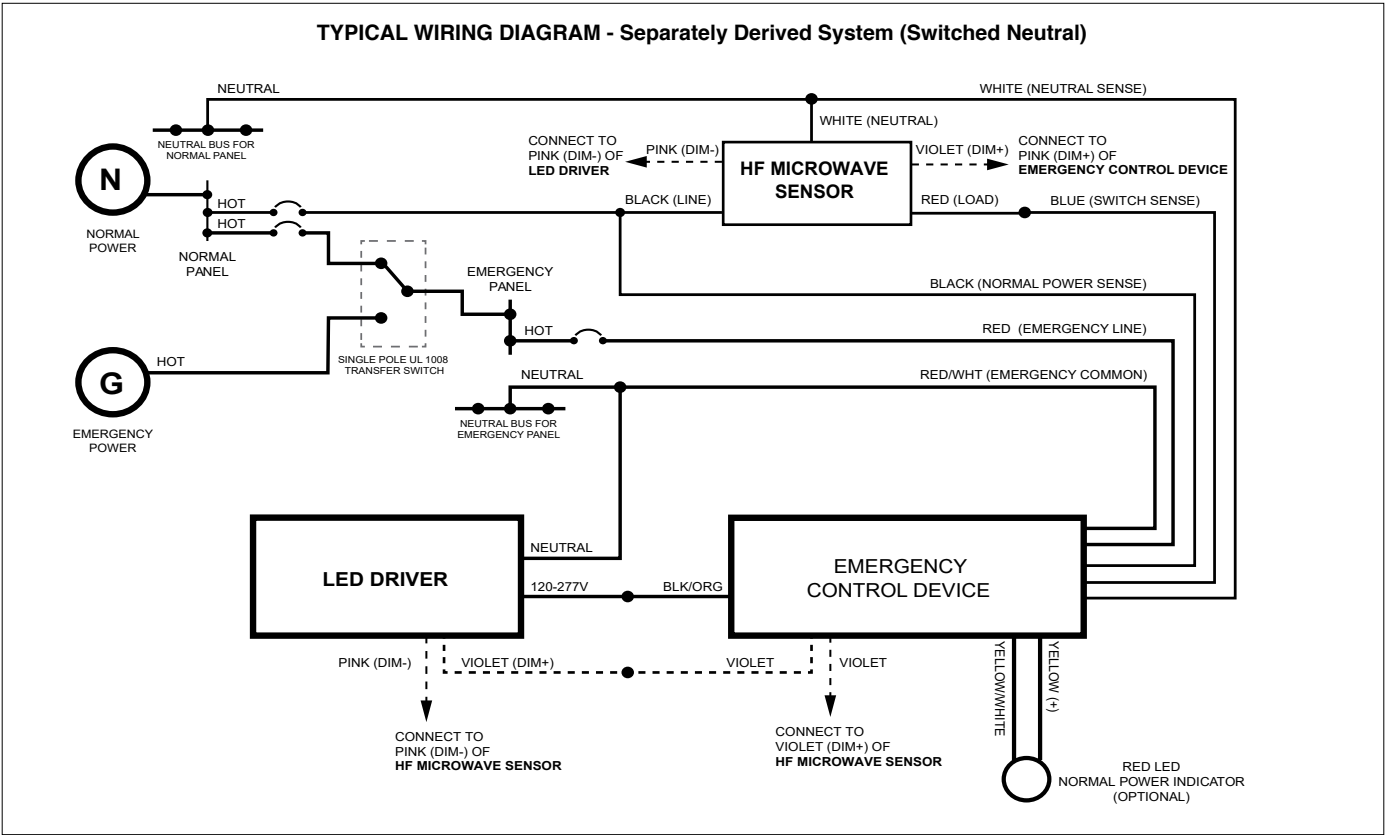 TYPICAL WIRING DIAGRAM - Separately Derived System (Switched Neutral)
NEUTRAL
WHITE (NEUTRAL SENSE)
NEUTRAL BUS FOR
NORMAL PANEL
WHITE (NEUTRAL)
CONNECT TO
PINK (DIM-) OF
LED DRIVER
PINK (DIM-)
HF MICROWAVE
SENSOR
VIOLET (DIM+)
CONNECT TO
PINK (DIM+) OF
EMERGENCY CONTROL DEVICE
N
NORMAL
POWER
HOT
HOT
NORMAL
PANEL
BLACK (LINE)
RED (LOAD)
BLUE (SWITCH SENSE)
EMERGENCY
PANEL
BLACK (NORMAL POWER SENSE)
HOT
RED (EMERGENCY LINE)
SINGLE POLE UL 1008
TRANSFER SWITCH
HOT
G
EMERGENCY
POWER
NEUTRAL
RED/WHT (EMERGENCY COMMON)
NEUTRAL BUS FOR
EMERGENCY PANEL
LED DRIVER
NEUTRAL
120-277V
BLK/ORG
EMERGENCY
CONTROL DEVICE
PINK (DIM-)
VIOLET (DIM+)
VIOLET
VIOLET
YELLOW/WHITE
YELLOW (+)
CONNECT TO
PINK (DIM-) OF
HF MICROWAVE SENSOR
CONNECT TO
VIOLET (DIM+) OF
HF MICROWAVE SENSOR
RED LED
NORMAL POWER INDICATOR
(OPTIONAL)